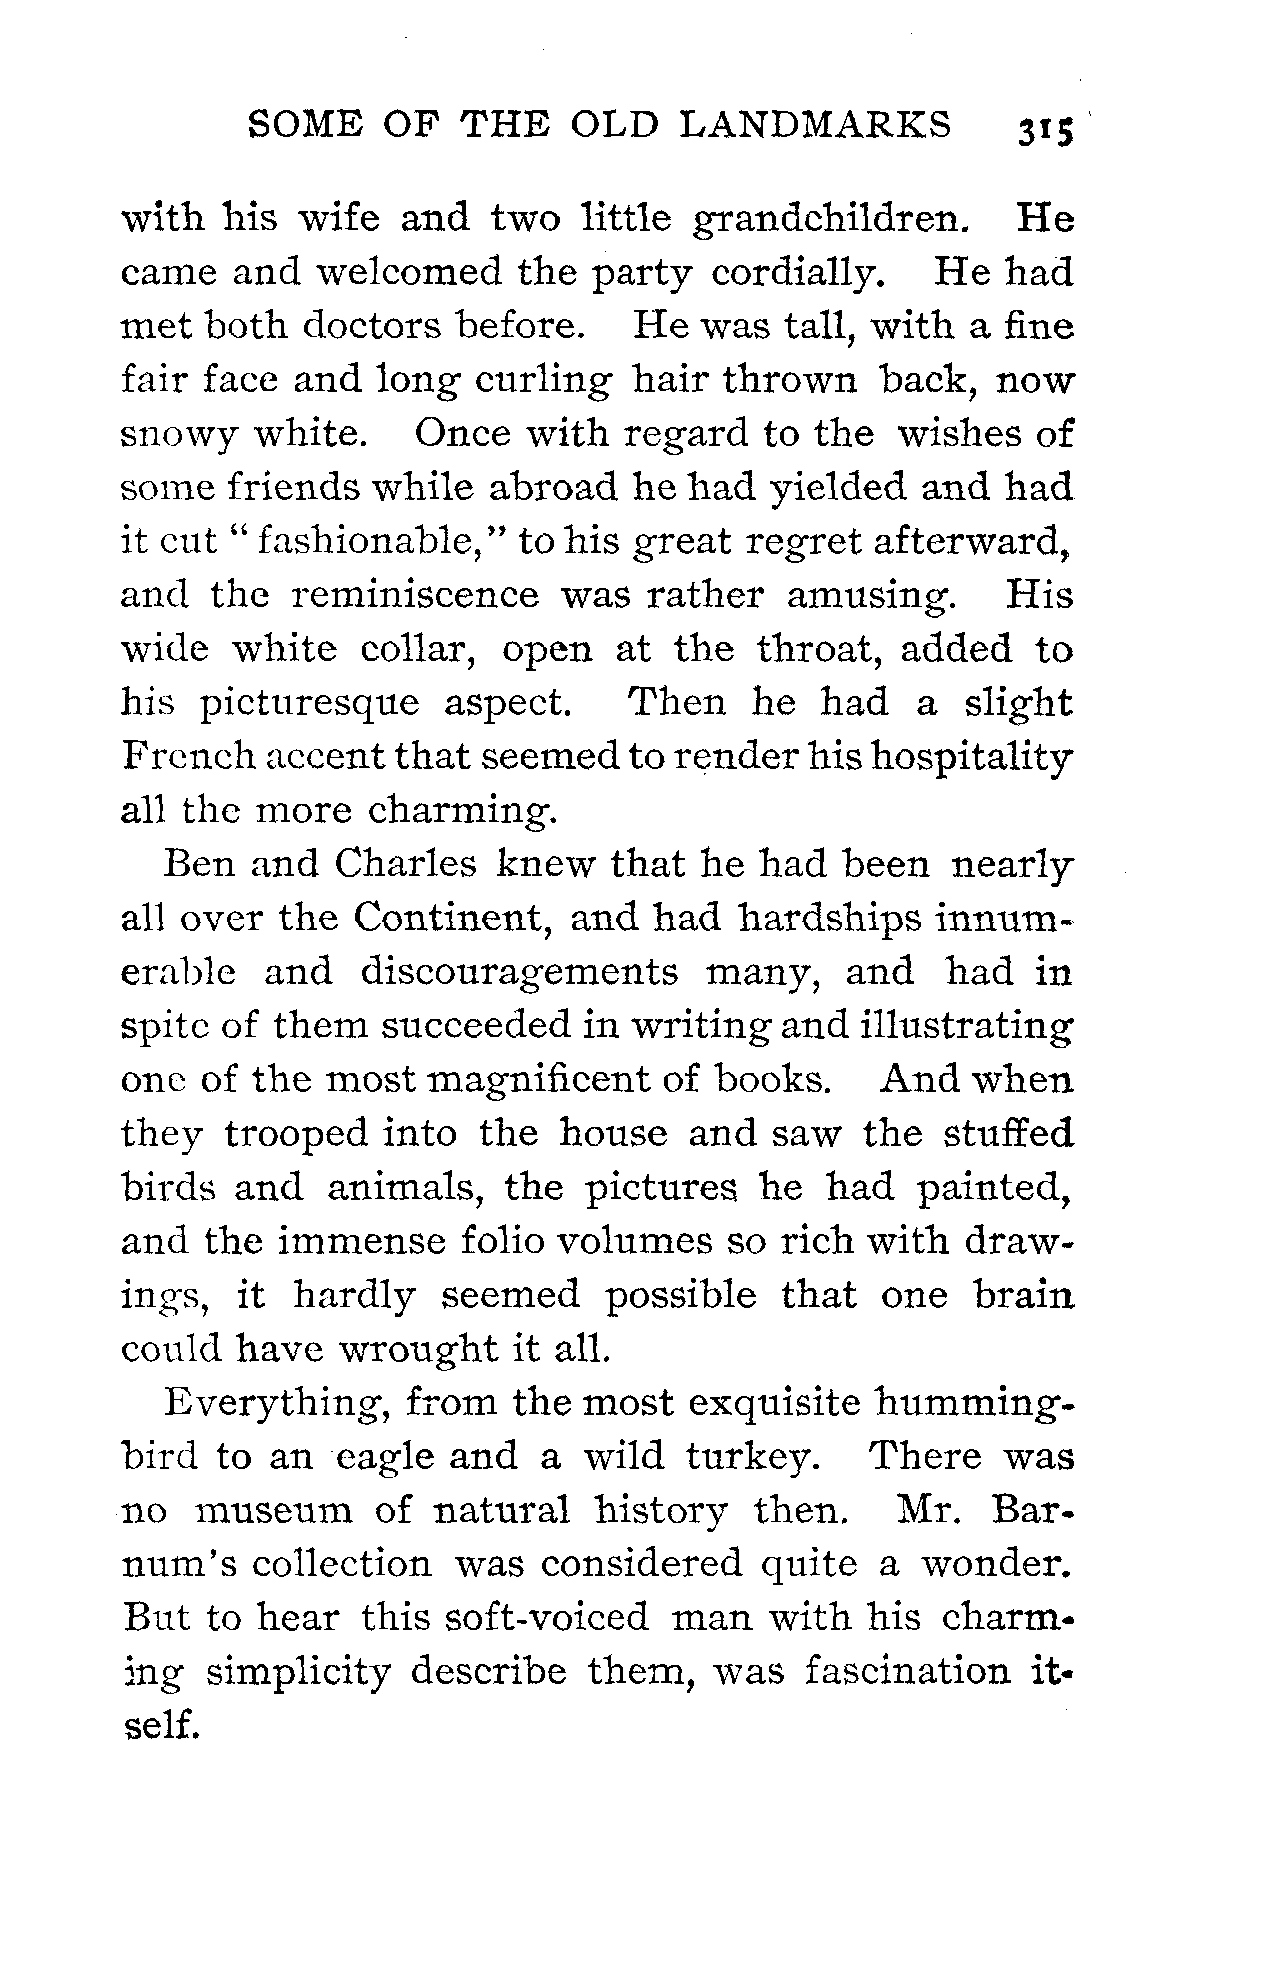 SOME OF THE OLD LANDMARKS 315
with his wife and two little grandchildren. He
came and welcomed the party cordially. He had
met both doctors before. He was tall, with a fine
fair face and long curling hair thrown back, now
snowy white. Once with regard to the wishes of
some friends while abroad he had yielded and had
it cut “ fashionable,” to his great regret afterward,
and the reminiscence was rather amusing. His
wide white collar, open at the throat, added to
his picturesque aspect. Then he had a slight
French accent that seemed to render his hospitality
all the more charming.
Ben and Charles knew that he had been nearly
all over the Continent, and had hardships innum-
erable and discouragements many, and had in
spite of them succeeded in writing and illustrating
one of the most magnificent of books. And when
they trooped into the house and saw the stuffed
birds and animals, the pictures he had painted,
and the immense folio volumes so rich with draw-
ings, it hardly seemed possible that one brain
could have wrought it all.
Everything, from the most exquisite humming-
bird to an eagle and a wild turkey. There was
no museum of natural history then. Mr. Bar-
num's collection was considered quite a wonder.
But to hear this soft-voiced man with his charm-
ing simplicity describe them, was fascination it-
self.